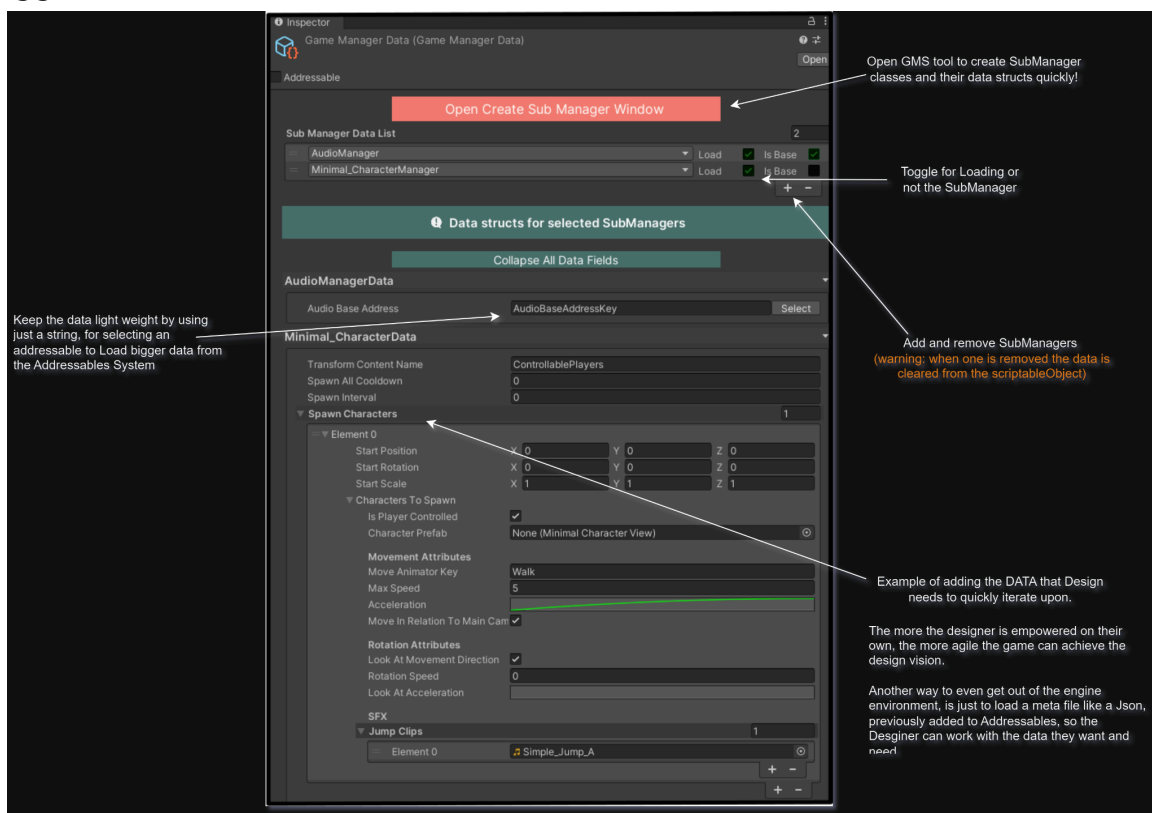 Inspector
Game Manager Data (Game Manager Data)
Open
Addressable
Open Create Sub Manager Window
Sub Manager Data List 2
AudioManager Load Is Base
Minimal_CharacterManager Load Is Base
+ −
Data structs for selected SubManagers
Collapse All Data Fields
AudioManagerData
Audio Base Address AudioBaseAddressKey Select
Minimal_CharacterData
Transform Content Name ControllablePlayers
Spawn All Cooldown 0
Spawn Interval 0
Spawn Characters 1
Element 0
Start Position X 0 Y 0 Z 0
Start Rotation X 0 Y 0 Z 0
Start Scale X 1 Y 1 Z 1
Characters To Spawn
Is Player Controlled
Character Prefab None (Minimal Character View)
Movement Attributes
Move Animator Key Walk
Max Speed 5
Acceleration
Move In Relation To Main Cam
Rotation Attributes
Look At Movement Direction
Rotation Speed 0
Look At Acceleration
SFX
Jump Clips 1
Element 0 Simple_Jump_A
+ −
+ −
Keep the data light weight by using
just a string, for selecting an
addressable to Load bigger data from
the Addressables System
Open GMS tool to create SubManager
classes and their data structs quickly!
Toggle for Loading or
not the SubManager
Add and remove SubManagers
(warning: when one is removed the data is
cleared from the scriptableObject)
Example of adding the DATA that Design
needs to quickly iterate upon.
The more the designer is empowered on their
own, the more agile the game can achieve the
design vision.
Another way to even get out of the engine
environment, is just to load a meta file like a Json,
previously added to Addressables, so the
Desginer can work with the data they want and
need